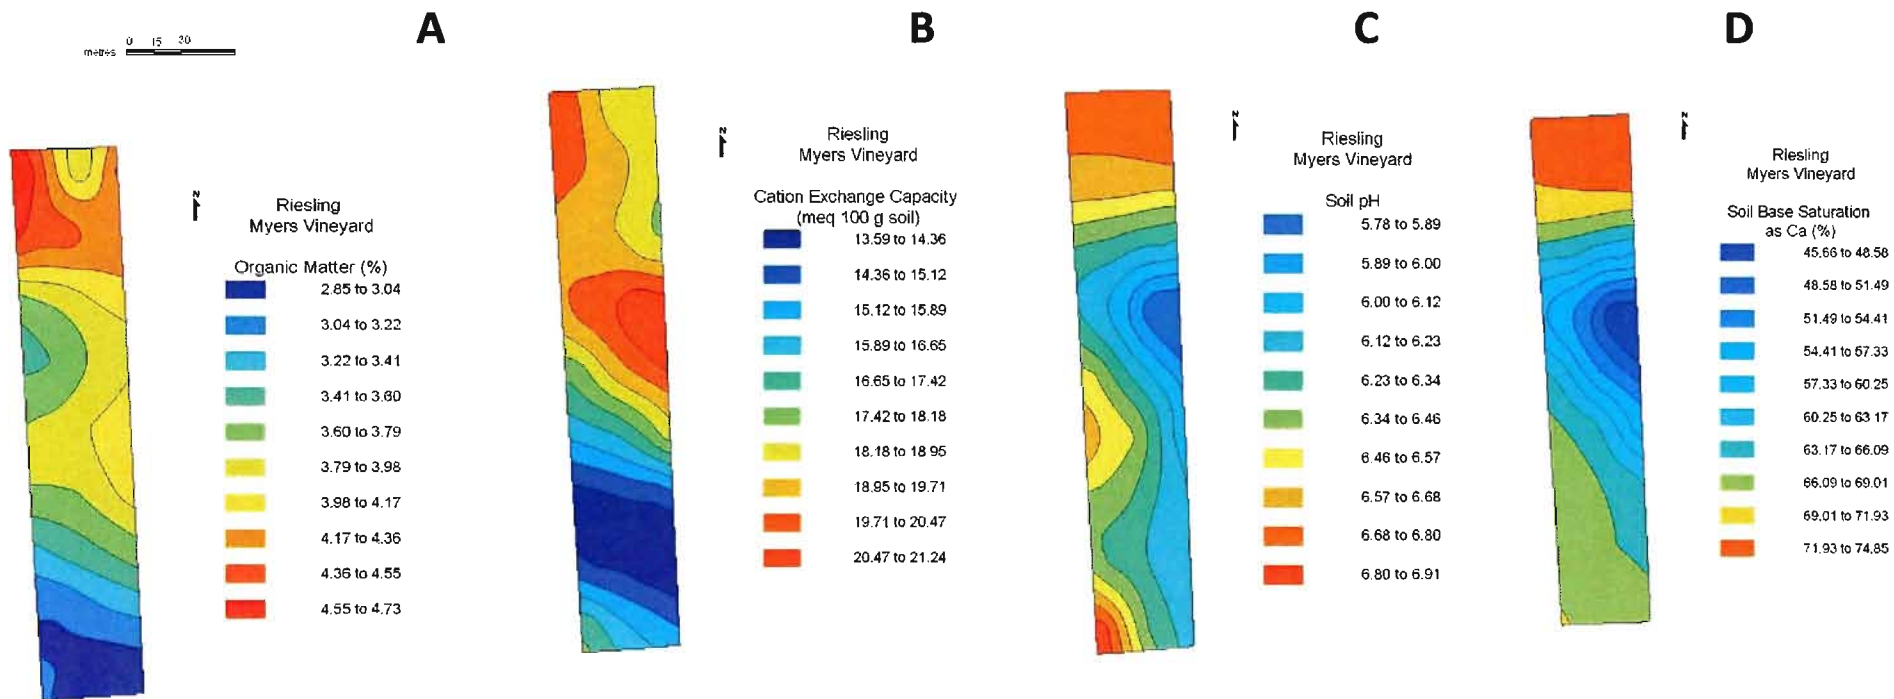 A
metres 0 15 30
N
Riesling
Myers Vineyard
Organic Matter (%)
2.85 to 3.04
3.04 to 3.22
3.22 to 3.41
3.41 to 3.60
3.60 to 3.79
3.79 to 3.98
3.98 to 4.17
4.17 to 4.36
4.36 to 4.55
4.55 to 4.73
B
N
Riesling
Myers Vineyard
Cation Exchange Capacity
(meq 100 g soil)
13.59 to 14.36
14.36 to 15.12
15.12 to 15.89
15.89 to 16.65
16.65 to 17.42
17.42 to 18.18
18.18 to 18.95
18.95 to 19.71
19.71 to 20.47
20.47 to 21.24
C
N
Riesling
Myers Vineyard
Soil pH
5.78 to 5.89
5.89 to 6.00
6.00 to 6.12
6.12 to 6.23
6.23 to 6.34
6.34 to 6.46
6.46 to 6.57
6.57 to 6.68
6.68 to 6.80
6.80 to 6.91
D
N
Riesling
Myers Vineyard
Soil Base Saturation
as Ca (%)
45.66 to 48.58
48.58 to 51.49
51.49 to 54.41
54.41 to 57.33
57.33 to 60.25
60.25 to 63.17
63.17 to 66.09
66.09 to 69.01
69.01 to 71.93
71.93 to 74.85